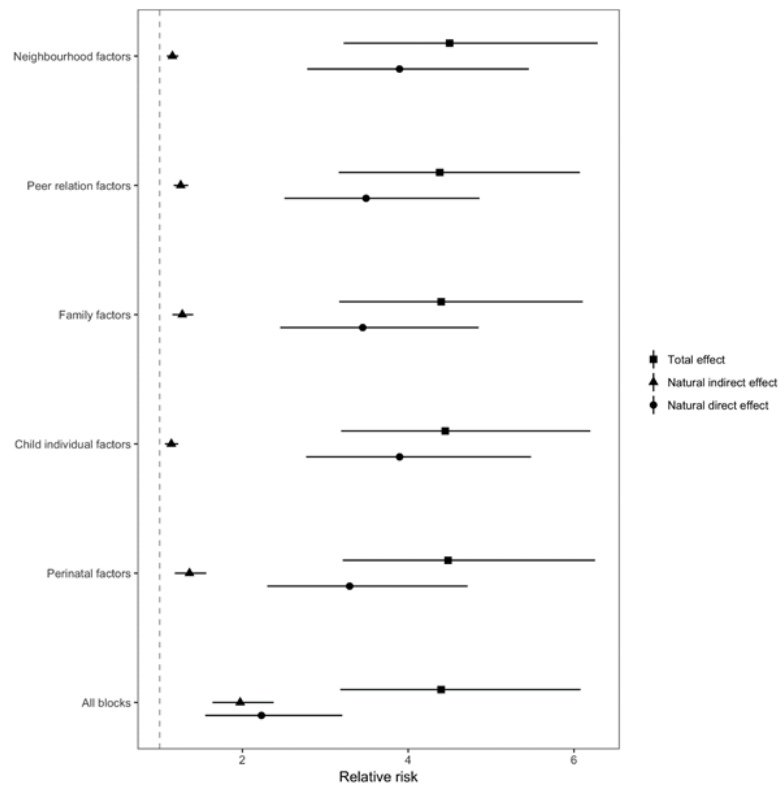 Neighbourhood factors
Peer relation factors
Family factors
Child individual factors
Perinatal factors
All blocks
2 4 6
Relative risk
Total effect
Natural indirect effect
Natural direct effect